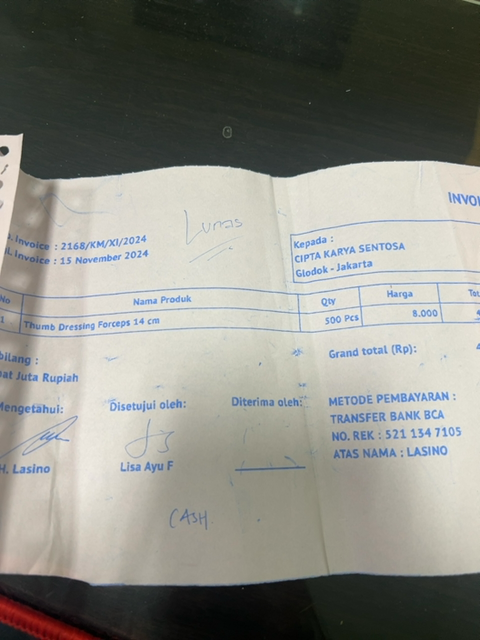 INVOI
Lunas
. Invoice : 2168/KM/XI/2024
l. Invoice : 15 November 2024
Kepada :
CIPTA KARYA SENTOSA
Glodok - Jakarta
No Nama Produk Qty Harga Tot
1 Thumb Dressing Forceps 14 cm 500 Pcs 8.000 4
bilang : Grand total (Rp): 4
pat Juta Rupiah
Mengetahui: Disetujui oleh: Diterima oleh:
METODE PEMBAYARAN :
TRANSFER BANK BCA
NO. REK : 521 134 7105
ATAS NAMA : LASINO
H. Lasino Lisa Ayu F
CASH